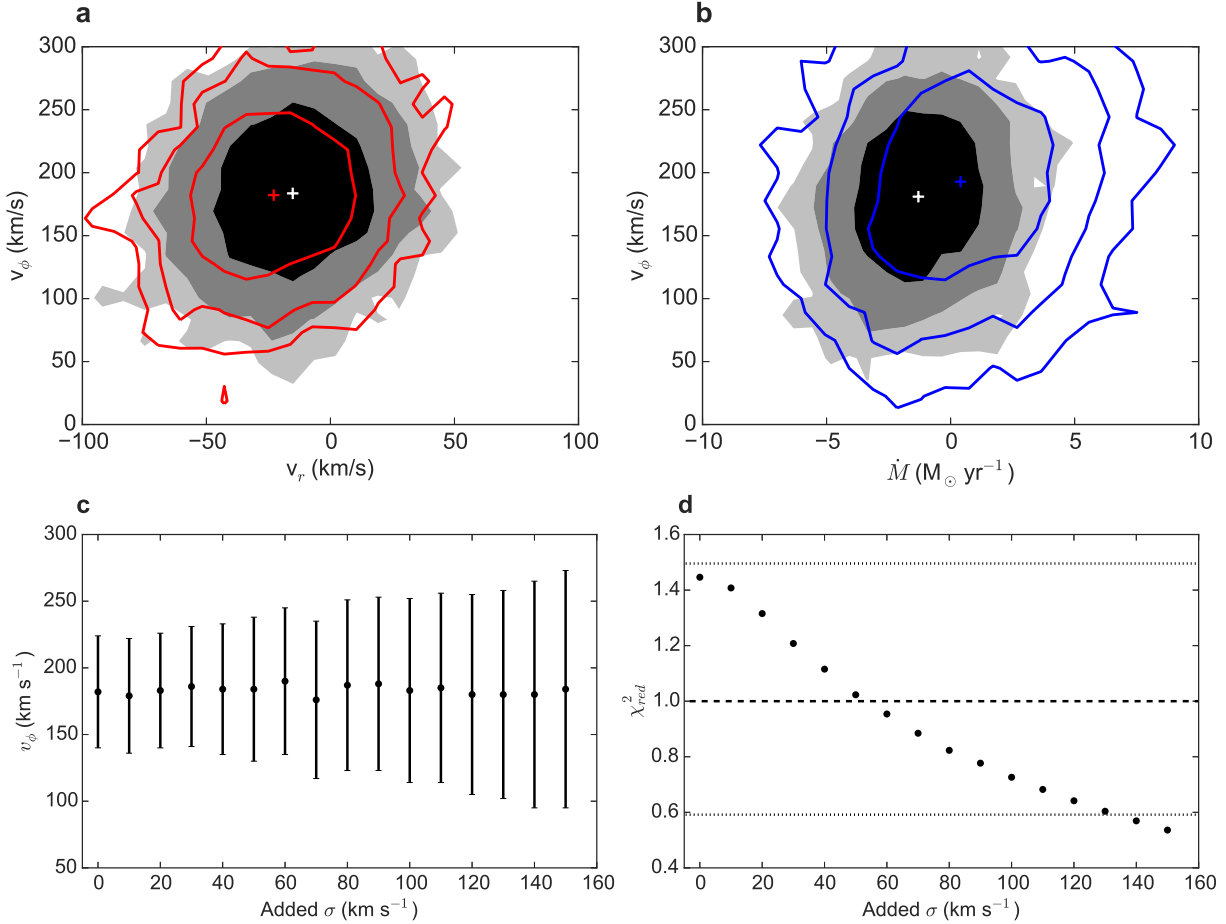 a
300
250
200
150
100
50
0
v_ϕ (km/s)
−100 −50 0 50 100
v_r (km/s)
b
300
250
200
150
100
50
0
v_ϕ (km/s)
−10 −5 0 5 10
Ṁ (M_⊙ yr⁻¹)
c
300
250
200
150
100
50
v_ϕ (km s⁻¹)
0 20 40 60 80 100 120 140 160
Added σ (km s⁻¹)
d
1.6
1.4
1.2
1.0
0.8
0.6
0.4
χ²_red
0 20 40 60 80 100 120 140 160
Added σ (km s⁻¹)